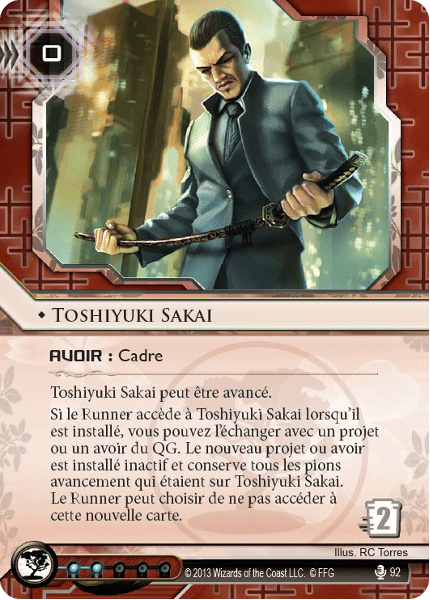 0
TOSHIYUKI SAKAI
AVOIR : Cadre
Toshiyuki Sakai peut être avancé.
Si le Runner accède à Toshiyuki Sakai lorsqu'il
est installé, vous pouvez l'échanger avec un projet
ou un avoir du QG. Le nouveau projet ou avoir
est installé inactif et conserve tous les pions
avancement qui étaient sur Toshiyuki Sakai.
Le Runner peut choisir de ne pas accéder à
cette nouvelle carte.
2
Illus. RC Torres
© 2013 Wizards of the Coast LLC. © FFG
92